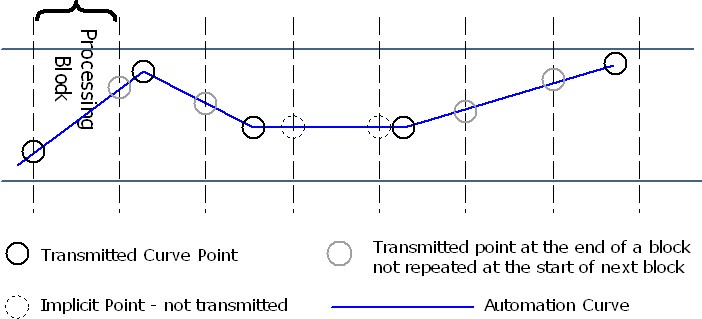 Processing
Block
Transmitted Curve Point
Transmitted point at the end of a block
not repeated at the start of next block
Implicit Point - not transmitted
Automation Curve